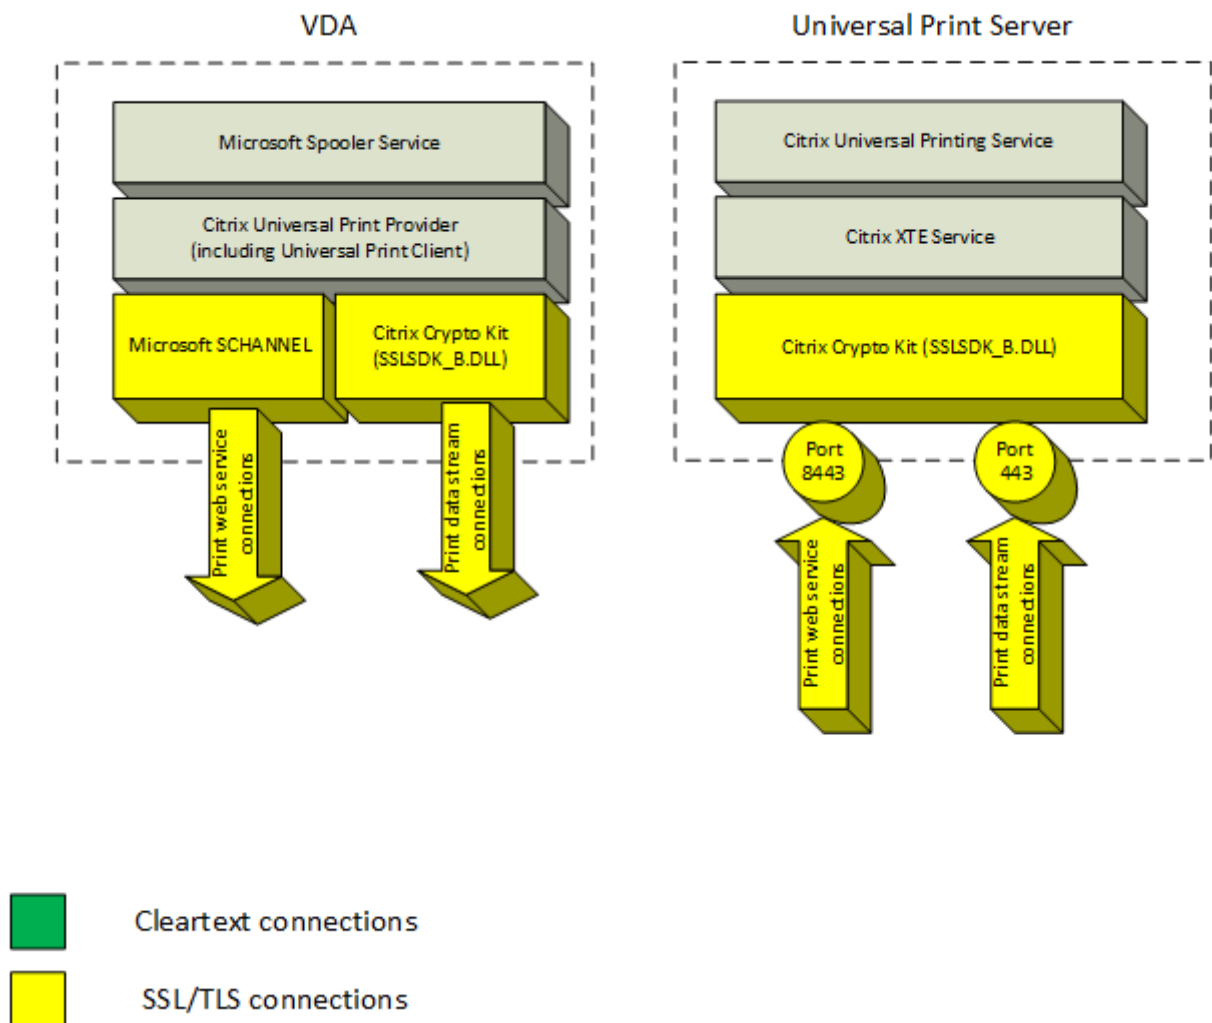 VDA
Universal Print Server
Microsoft Spooler Service
Citrix Universal Print Provider
(including Universal Print Client)
Microsoft SCHANNEL
Citrix Crypto Kit
(SSLSDK_B.DLL)
Print web service
connections
Print data stream
connections
Citrix Universal Printing Service
Citrix XTE Service
Citrix Crypto Kit (SSLSDK_B.DLL)
Port
8443
Port
443
Print web service
connections
Print data stream
connections
Cleartext connections
SSL/TLS connections